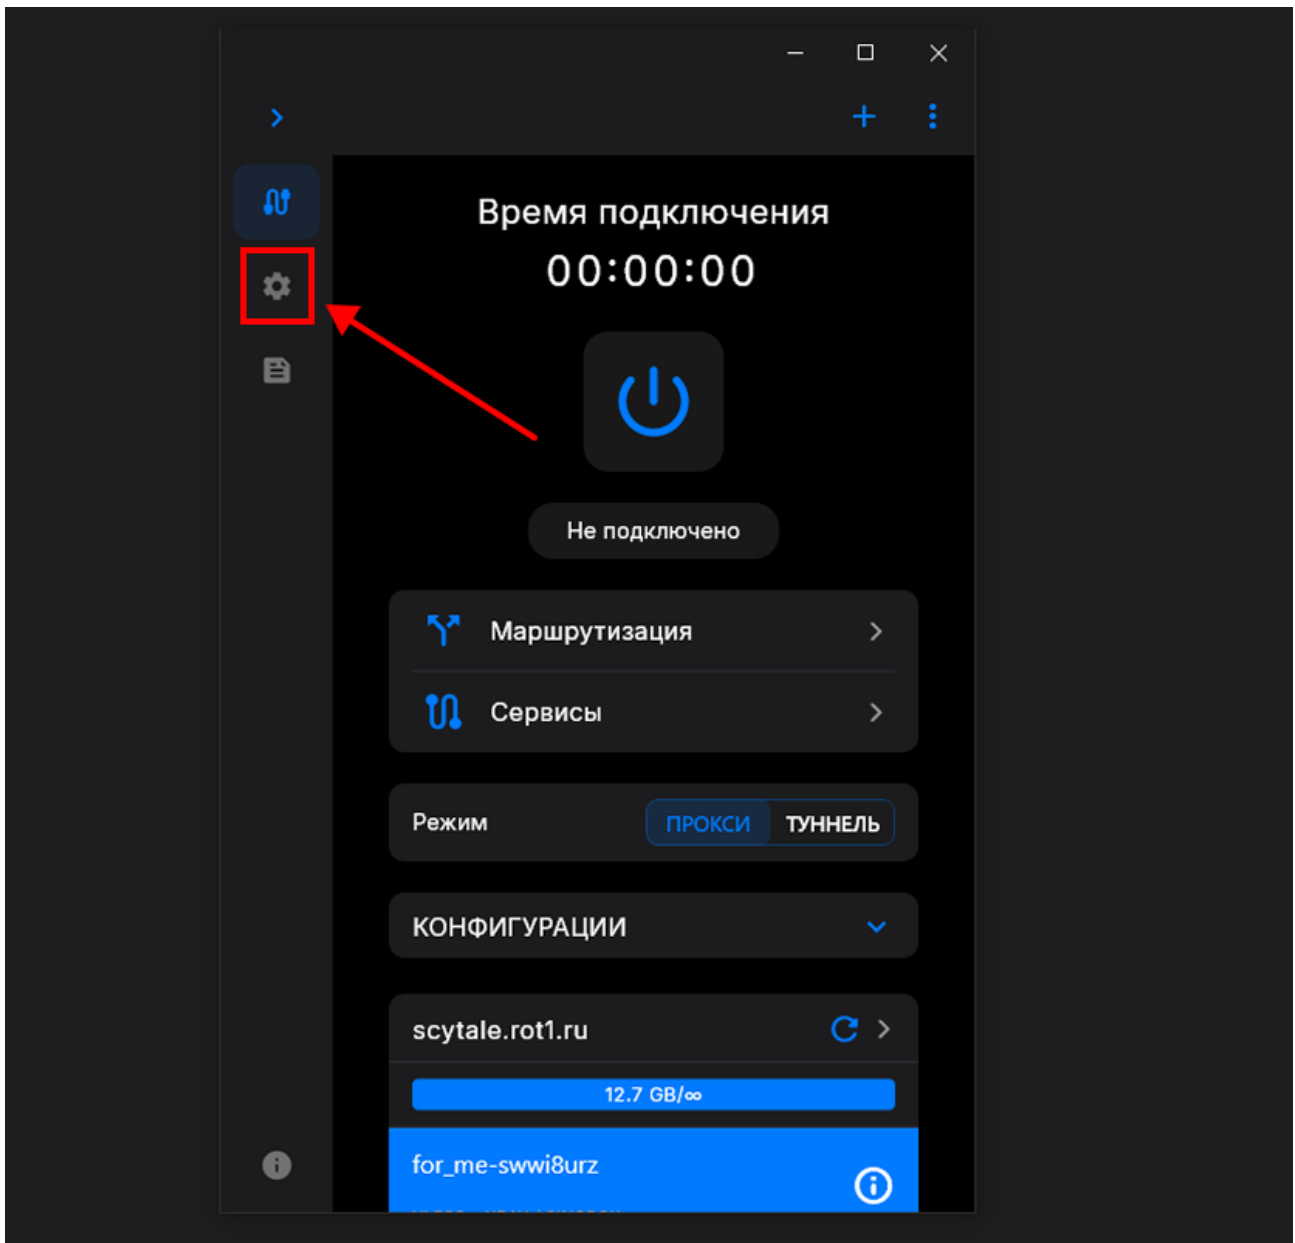 Время подключения
00:00:00
Не подключено
Маршрутизация
Сервисы
Режим ПРОКСИ ТУННЕЛЬ
КОНФИГУРАЦИИ
scytale.rot1.ru
12.7 GB/∞
for_me-swwi8urz